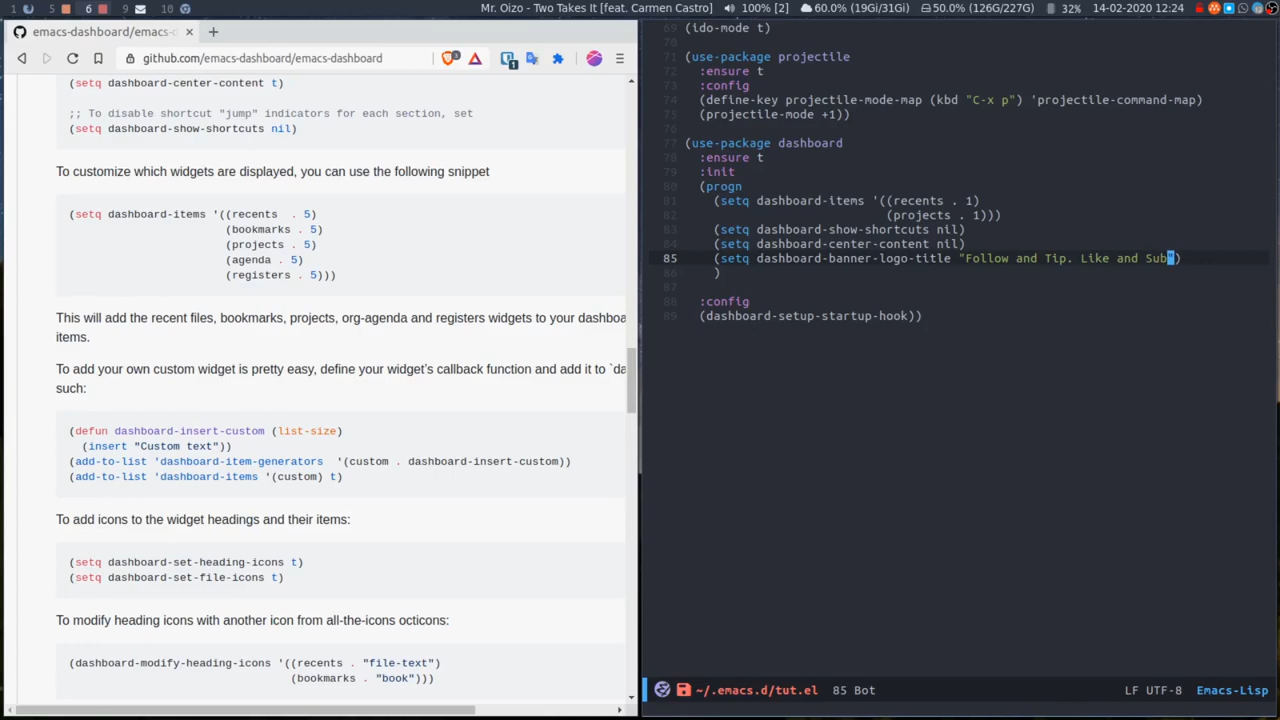 1 5 6 9 10 Mr. Oizo - Two Takes It [feat. Carmen Castro] 100% [2] 60.0% (19Gi/31Gi) 50.0% (126G/227G) 32% 14-02-2020 12:24
emacs-dashboard/emacs-d
github.com/emacs-dashboard/emacs-dashboard
(setq dashboard-center-content t)
;; To disable shortcut "jump" indicators for each section, set
(setq dashboard-show-shortcuts nil)
To customize which widgets are displayed, you can use the following snippet
(setq dashboard-items '((recents  . 5)
(bookmarks . 5)
(projects . 5)
(agenda . 5)
(registers . 5)))
This will add the recent files, bookmarks, projects, org-agenda and registers widgets to your dashboa
items.
To add your own custom widget is pretty easy, define your widget's callback function and add it to `da
such:
(defun dashboard-insert-custom (list-size)
(insert "Custom text"))
(add-to-list 'dashboard-item-generators  '(custom . dashboard-insert-custom))
(add-to-list 'dashboard-items '(custom) t)
To add icons to the widget headings and their items:
(setq dashboard-set-heading-icons t)
(setq dashboard-set-file-icons t)
To modify heading icons with another icon from all-the-icons octicons:
(dashboard-modify-heading-icons '((recents . "file-text")
(bookmarks . "book")))
69 (ido-mode t)
70
71 (use-package projectile
72 :ensure t
73 :config
74 (define-key projectile-mode-map (kbd "C-x p") 'projectile-command-map)
75 (projectile-mode +1))
76
77 (use-package dashboard
78 :ensure t
79 :init
80 (progn
81 (setq dashboard-items '((recents . 1)
82 (projects . 1)))
83 (setq dashboard-show-shortcuts nil)
84 (setq dashboard-center-content nil)
85 (setq dashboard-banner-logo-title "Follow and Tip. Like and Sub")
86 )
87
88 :config
89 (dashboard-setup-startup-hook))
~/.emacs.d/tut.el 85 Bot LF UTF-8 Emacs-Lisp